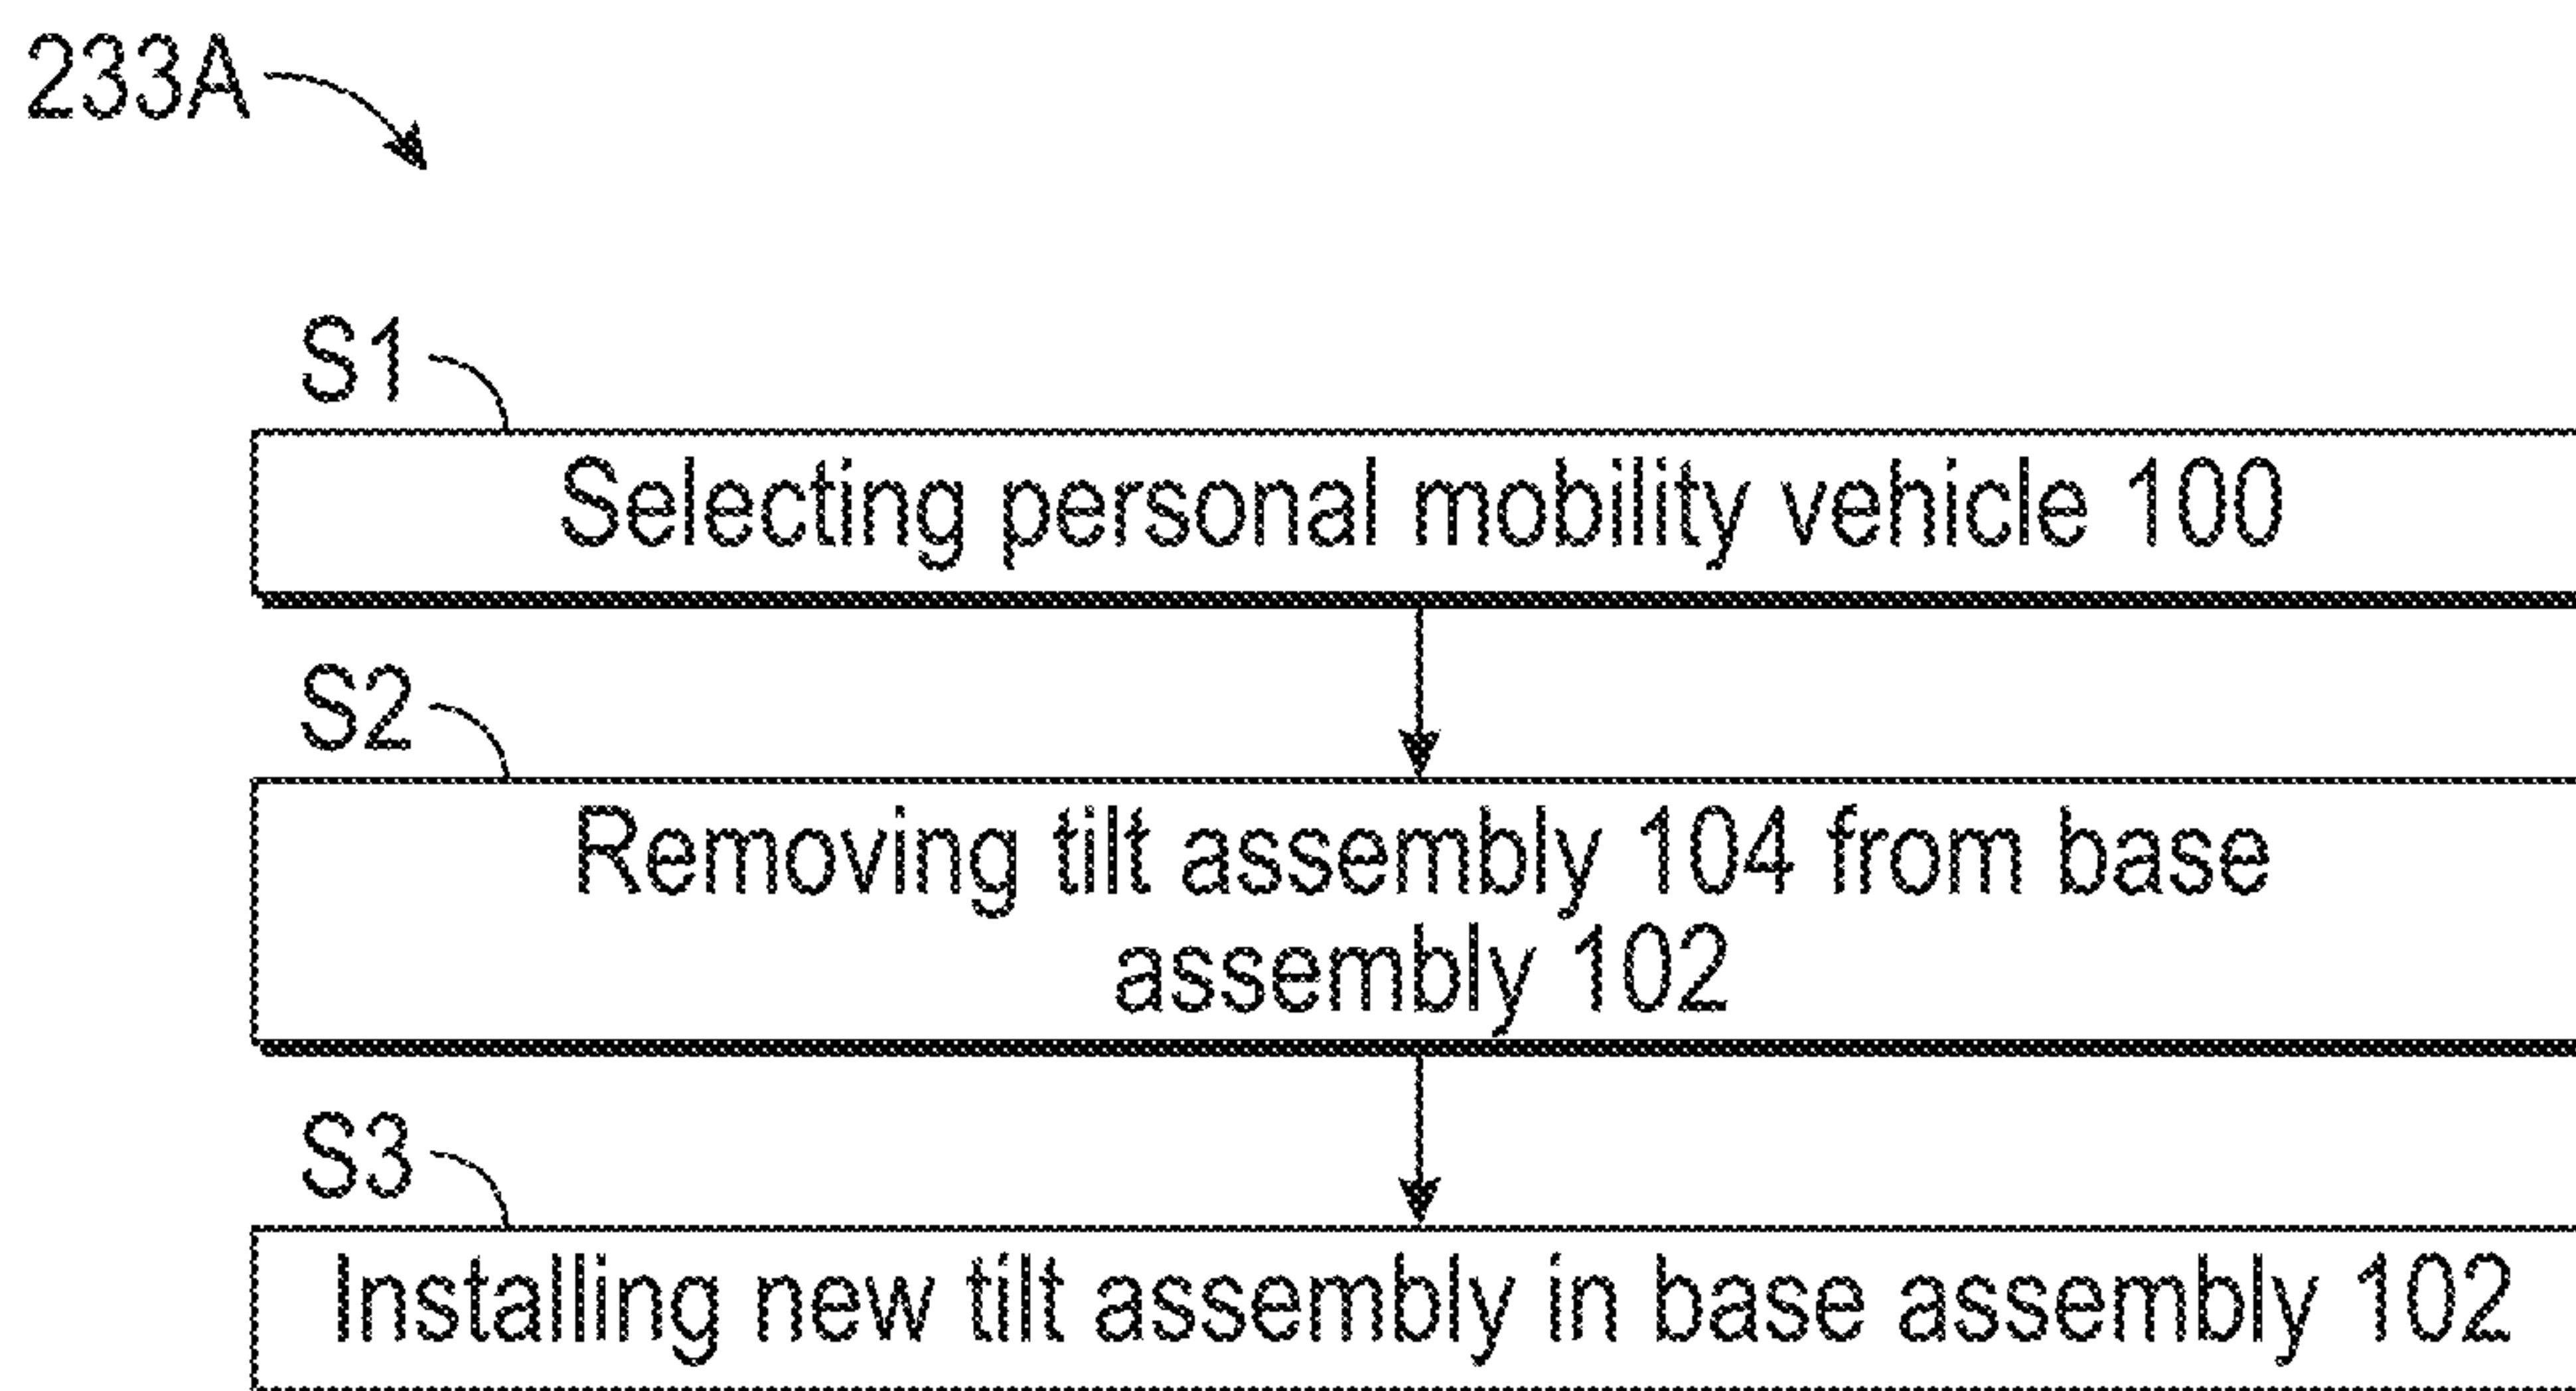 233A
S1
Selecting personal mobility vehicle 100
S2
Removing tilt assembly 104 from base
assembly 102
S3
Installing new tilt assembly in base assembly 102